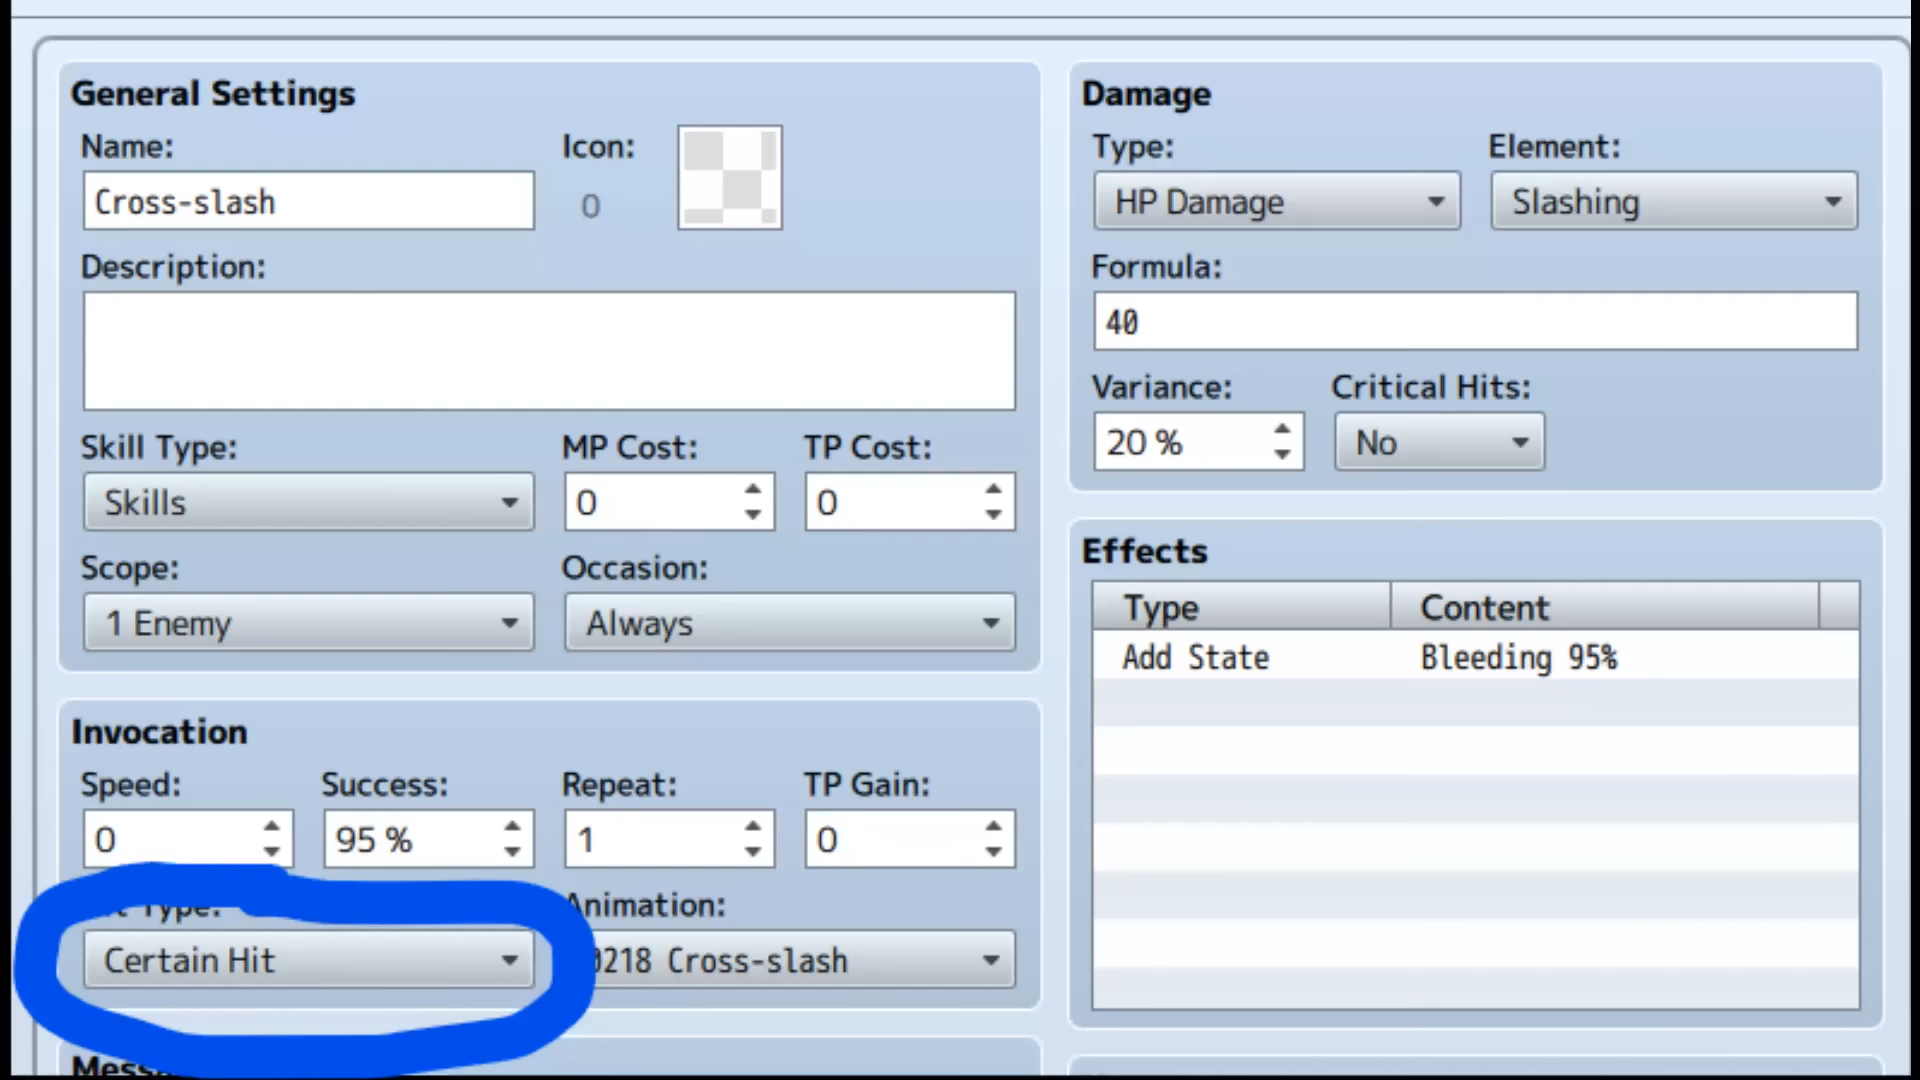 General Settings
Name:
Icon:
Cross-slash
0
Description:
Skill Type:
MP Cost:
TP Cost:
Skills
0
0
Scope:
Occasion:
1 Enemy
Always
Invocation
Speed:
Success:
Repeat:
TP Gain:
0
95 %
1
0
Type:
Animation:
Certain Hit
0218 Cross-slash
Damage
Type:
Element:
HP Damage
Slashing
Formula:
40
Variance:
Critical Hits:
20 %
No
Effects
Type
Content
Add State
Bleeding 95%